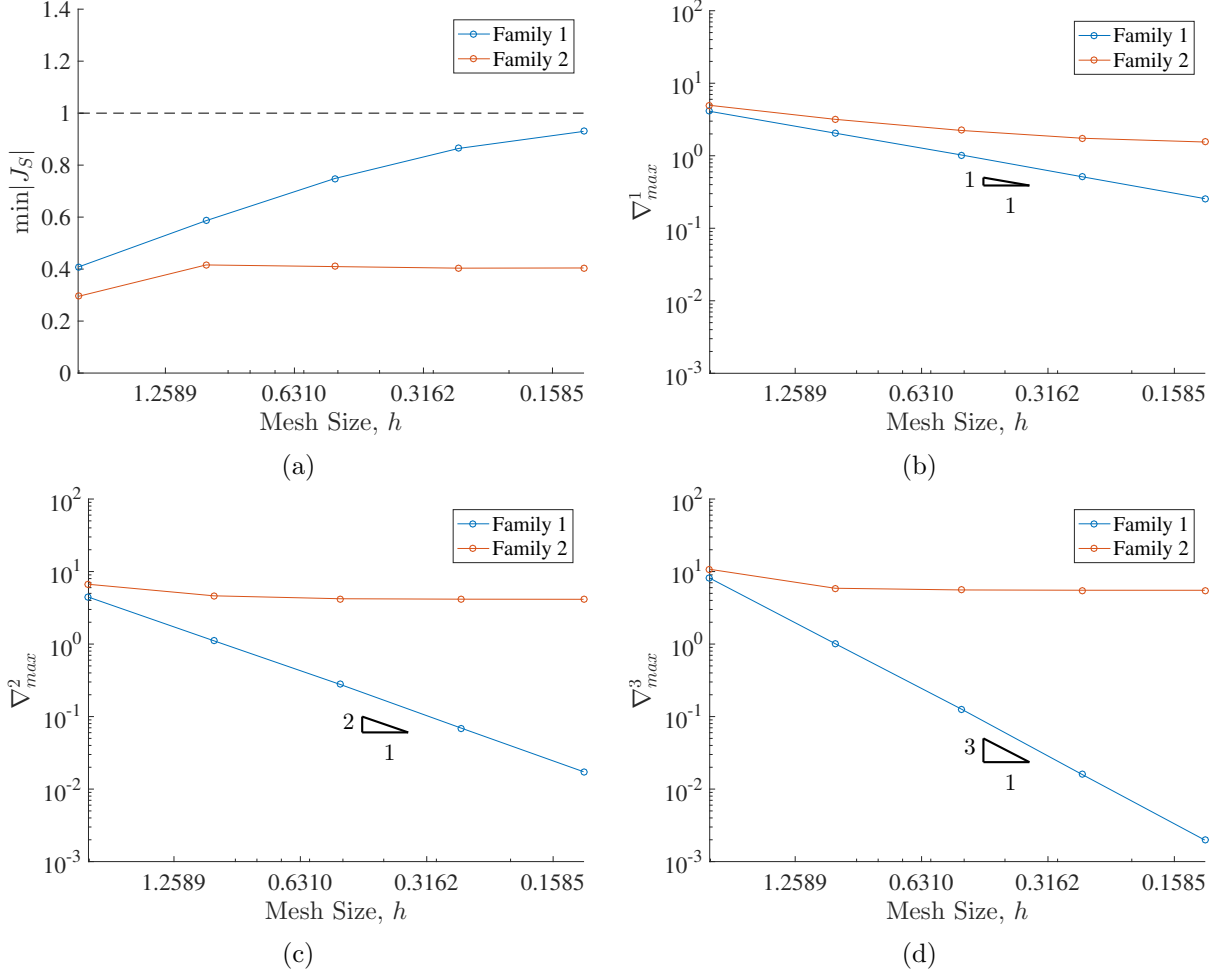 1.4
1.2
1
0.8
0.6
0.4
0.2
0
min|J_S|
Family 1
Family 2
1.2589 0.6310 0.3162 0.1585
Mesh Size, h
(a)
10^2
10^1
10^0
10^{-1}
10^{-2}
10^{-3}
∇^1_{max}
Family 1
Family 2
1
1
1.2589 0.6310 0.3162 0.1585
Mesh Size, h
(b)
10^2
10^1
10^0
10^{-1}
10^{-2}
10^{-3}
∇^2_{max}
Family 1
Family 2
2
1
1.2589 0.6310 0.3162 0.1585
Mesh Size, h
(c)
10^2
10^1
10^0
10^{-1}
10^{-2}
10^{-3}
∇^3_{max}
Family 1
Family 2
3
1
1.2589 0.6310 0.3162 0.1585
Mesh Size, h
(d)